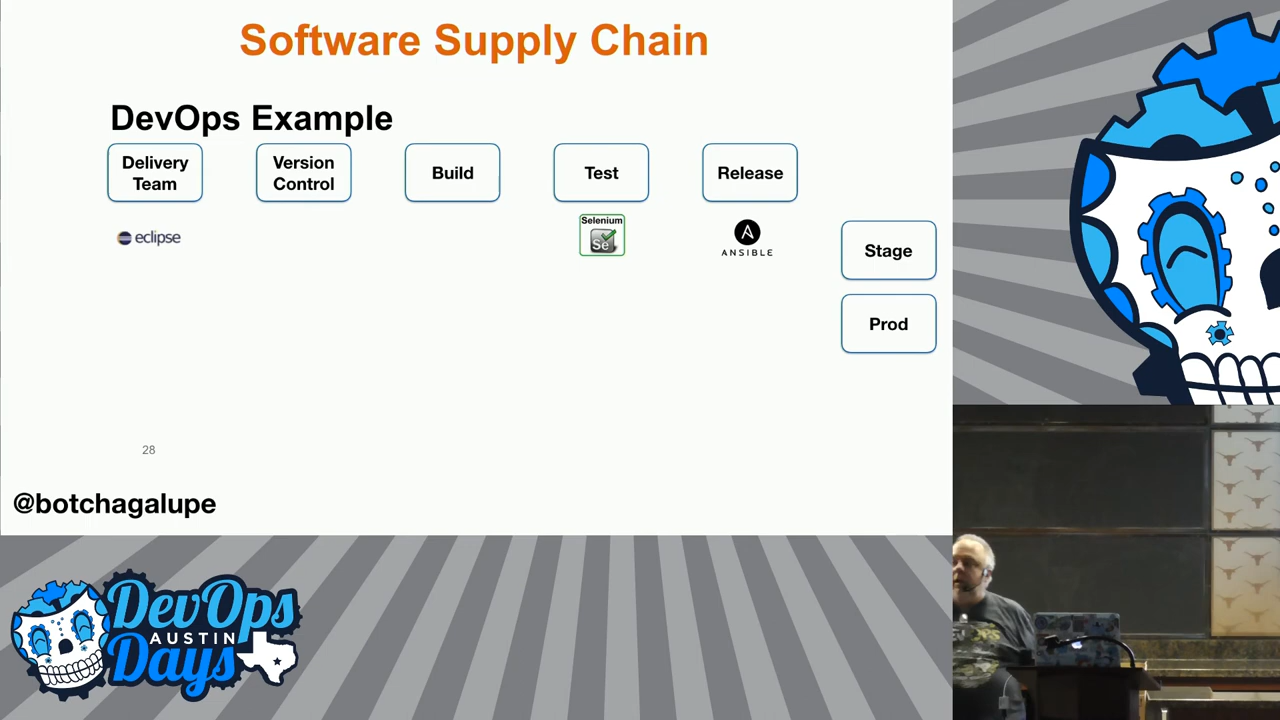 Software Supply Chain
DevOps Example
Delivery
Team
Version
Control
Build
Test
Release
eclipse
Selenium
Se
A
ANSIBLE
Stage
Prod
28
@botchagalupe
DevOps
AUSTIN
Days